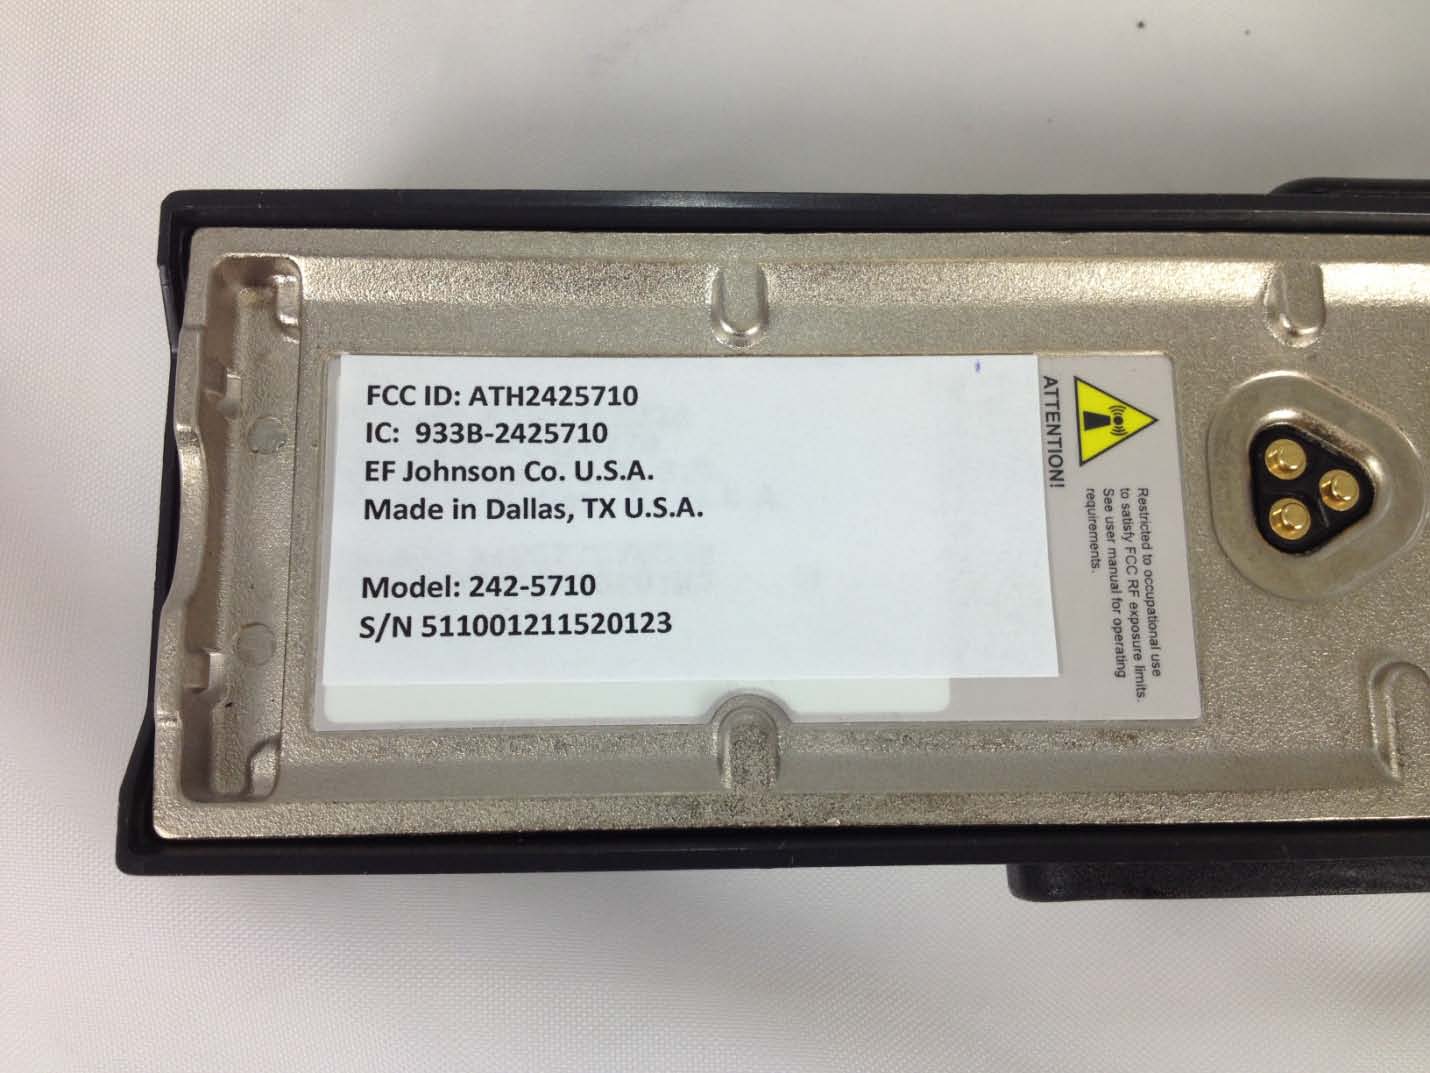 FCC ID: ATH2425710
IC: 933B-2425710
EF Johnson Co. U.S.A.
Made in Dallas, TX U.S.A.
Model: 242-5710
S/N 511001211520123
ATTENTION!
Restricted to occupational use
to satisfy FCC RF exposure limits.
See user manual for operating
requirements.